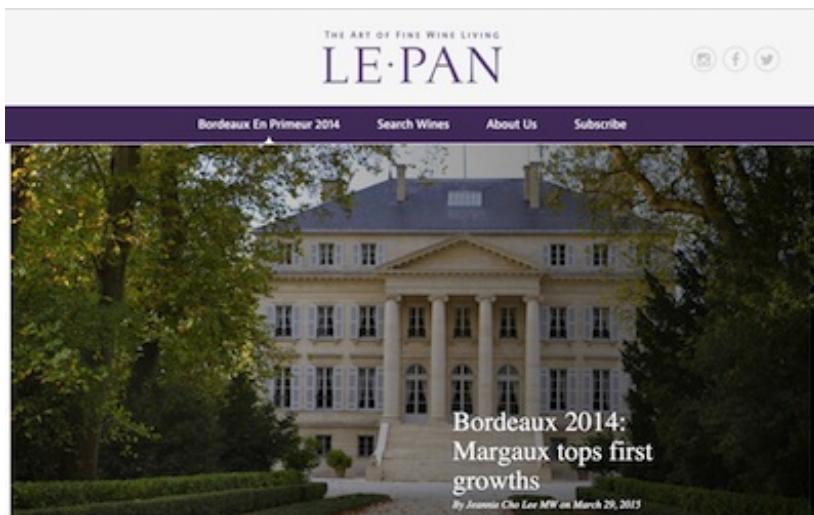 THE ART OF FINE WINE LIVING
LE·PAN
Bordeaux En Primeur 2014 Search Wines About Us Subscribe
Bordeaux 2014:
Margaux tops first
growths
By Jeannie Cho Lee MW on March 29, 2015